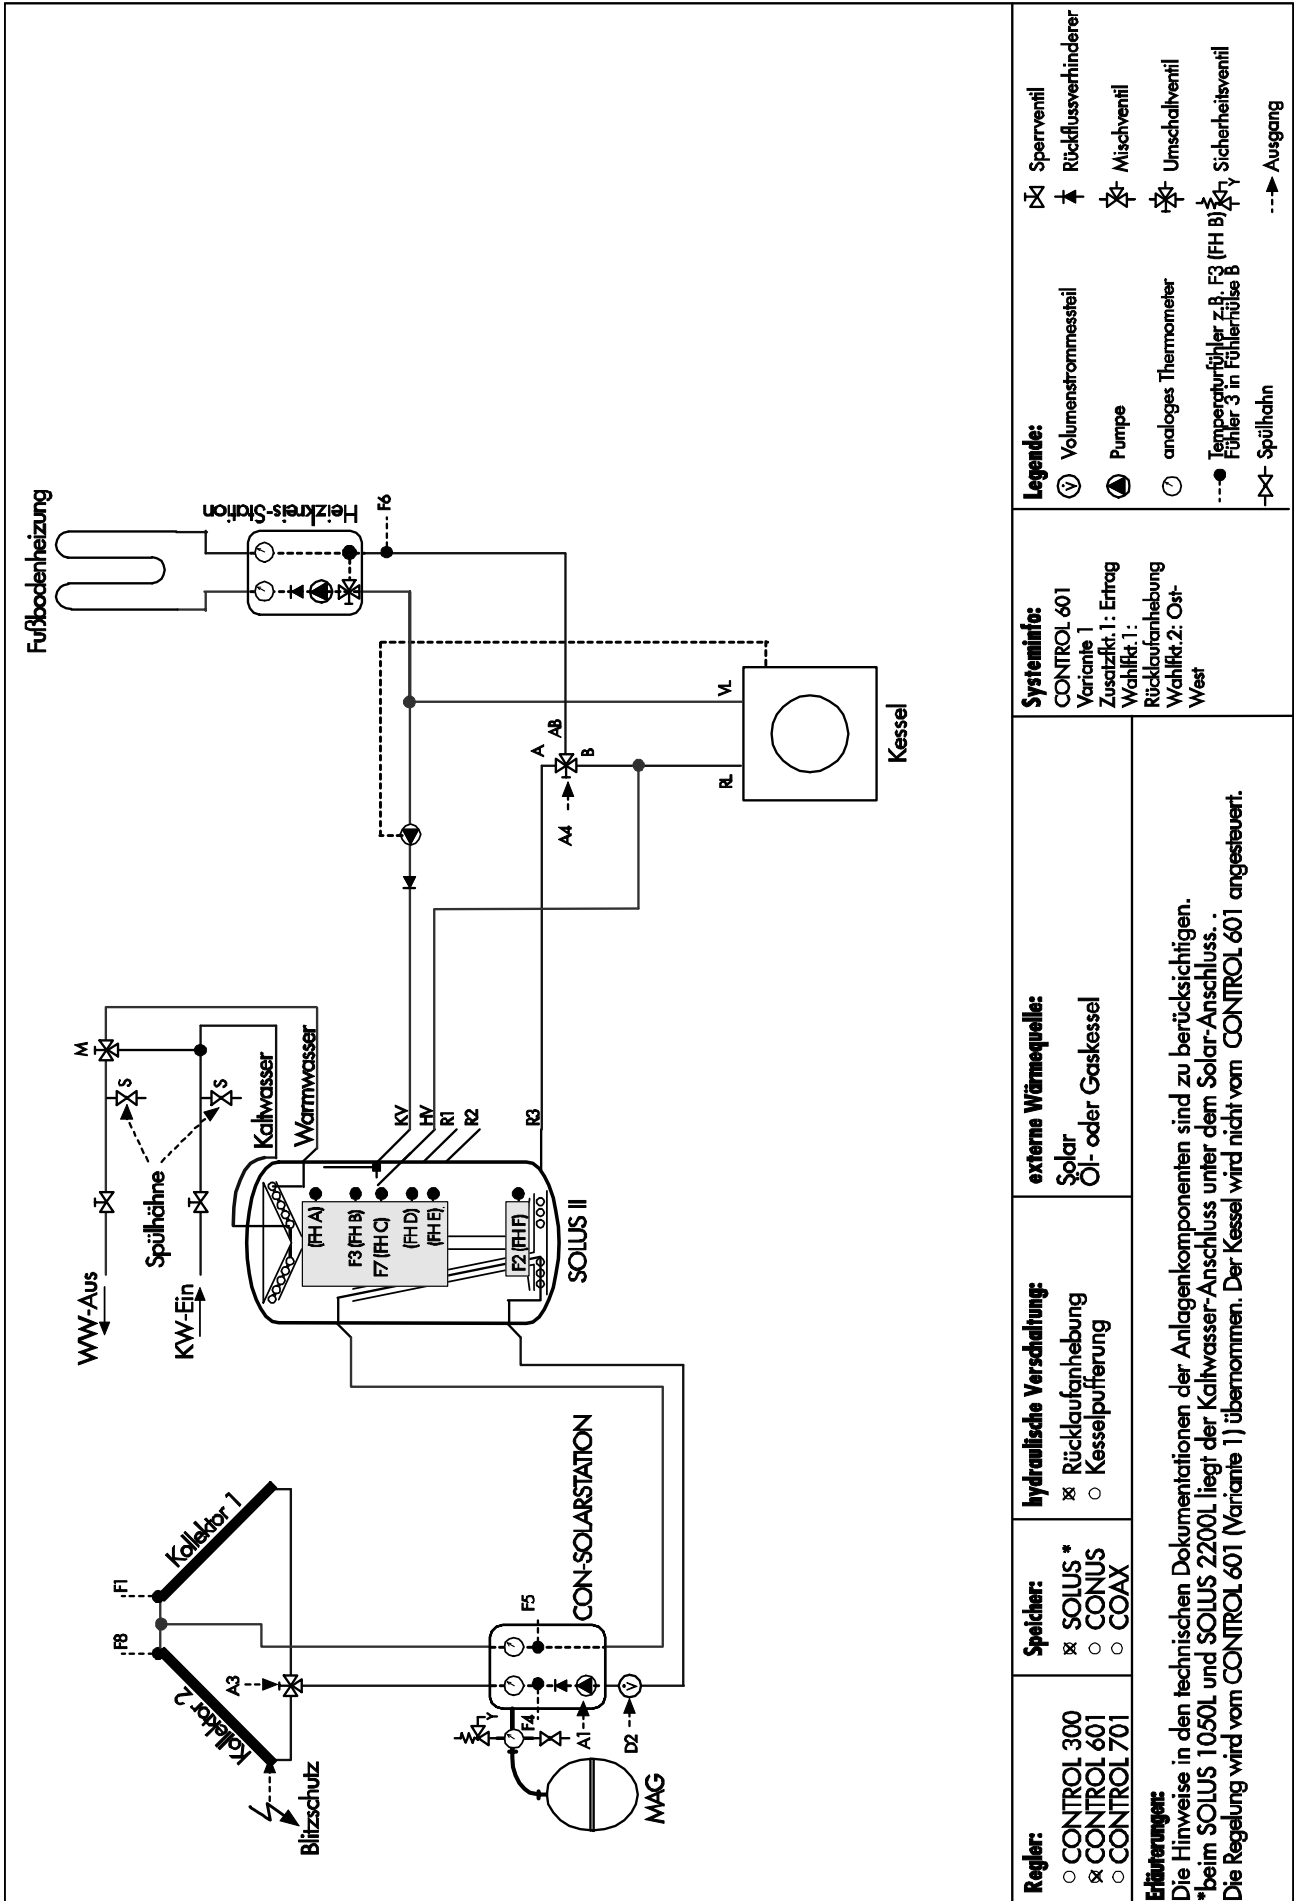 Fußbodenheizung
Heizkreis-Station
F6
WW-Aus
KW-Ein
Spülhähne
S
S
M
Kaltwasser
Warmwasser
KV
HV
R1
R2
R3
A
AB
B
A4
VL
RL
Kessel
(FH A)
F3 (FH B)
F7 (FH C)
(FH D)
(FH E)
F2 (FH F)
SOLUS II
Kollektor 1
Kollektor 2
F1
F8
A3
Blitzschutz
CON-SOLARSTATION
F5
F4
Y
A1
D2
V̇
MAG
Regler:
CONTROL 300
CONTROL 601
CONTROL 701
Speicher:
SOLUS *
CONUS
COAX
hydraulische Verschaltung:
Rücklaufanhebung
Kesselpufferung
externe Wärmequelle:
Solar
Öl- oder Gaskessel
Erläuterungen:
Die Hinweise in den technischen Dokumentationen der Anlagenkomponenten sind zu berücksichtigen.
*beim SOLUS 1050L und SOLUS 2200L liegt der Kaltwasser-Anschluss unter dem Solar-Anschluss. .
Die Regelung wird vom CONTROL 601 (Variante 1) übernommen. Der Kessel wird nicht vom CONTROL 601 angesteuert.
Systeminfo:
CONTROL 601
Variante 1
Zusatzfkt.1: Ertrag
Wahlfkt.1:
Rücklaufanhebung
Wahlfkt.2: Ost-
West
Legende:
V̇ Volumenstrommessteil
Pumpe
analoges Thermometer
Temperaturfühler z.B. F3 (FH B)
Fühler 3 in Fühlerhülse B
Spülhahn
Sperrventil
Rückflussverhinderer
Mischventil
Umschaltventil
Y Sicherheitsventil
Ausgang